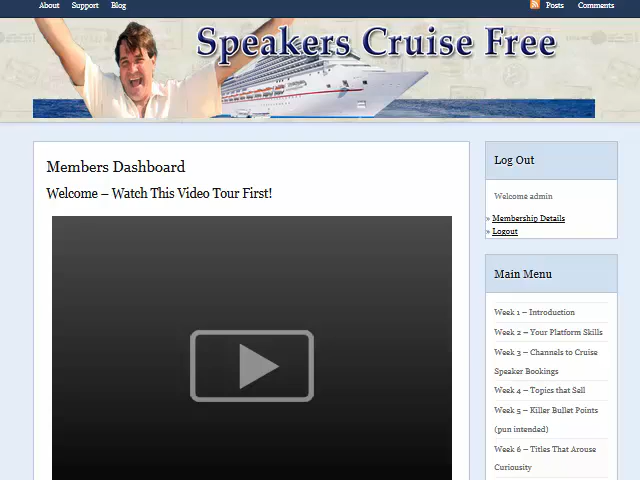 About Support Blog Posts Comments
Speakers Cruise Free
Members Dashboard
Welcome – Watch This Video Tour First!
Log Out
Welcome admin
» Membership Details
» Logout
Main Menu
Week 1 – Introduction
Week 2 – Your Platform Skills
Week 3 – Channels to Cruise
Speaker Bookings
Week 4 – Topics that Sell
Week 5 – Killer Bullet Points
(pun intended)
Week 6 – Titles That Arouse
Curiousity